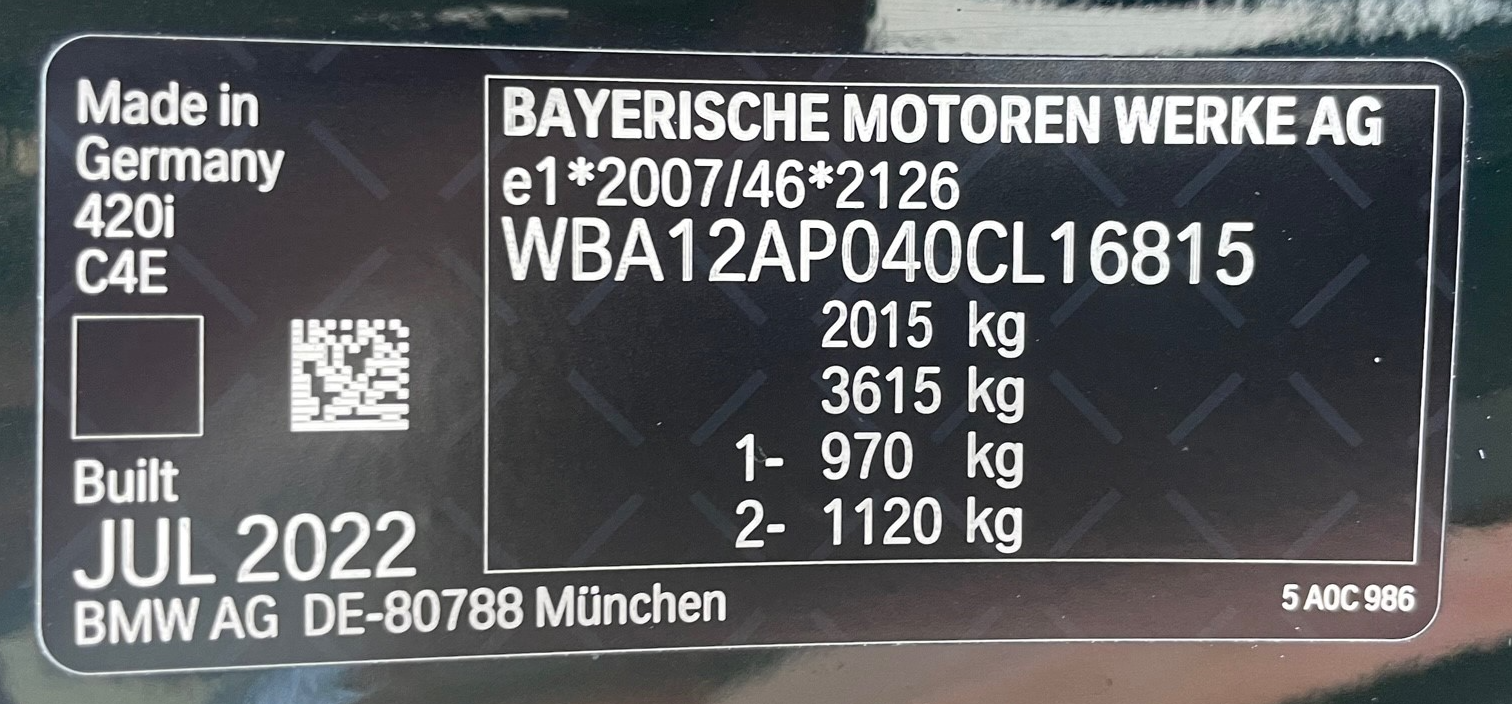 Made in
Germany
420i
C4E
Built
JUL 2022
BMW AG DE-80788 München
BAYERISCHE MOTOREN WERKE AG
e1*2007/46*2126
WBA12AP040CL16815
2015 kg
3615 kg
1- 970 kg
2- 1120 kg
5 A0C 986